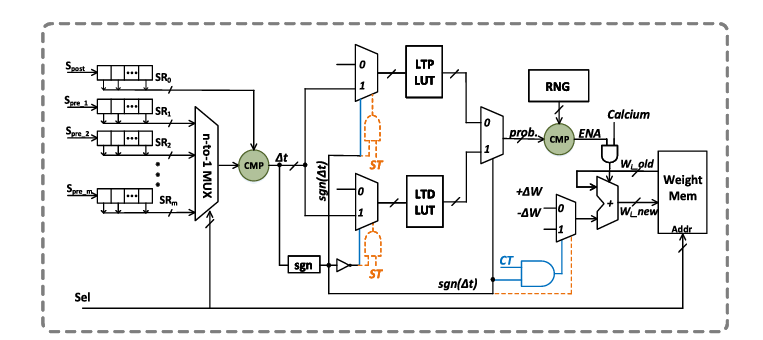 S_post
SR_0
S_pre_1
SR_1
S_pre_2
SR_2
S_pre_m
SR_m
n-to-1 MUX
CMP
Δt
sgn
sgn(Δt)
0
1
LTP
LUT
ST
0
1
LTD
LUT
ST
0
1
prob.
RNG
CMP
ENA
Calcium
+ΔW
-ΔW
0
1
+
W_i_old
W_i_new
Weight
Mem
Addr
CT
sgn(Δt)
Sel